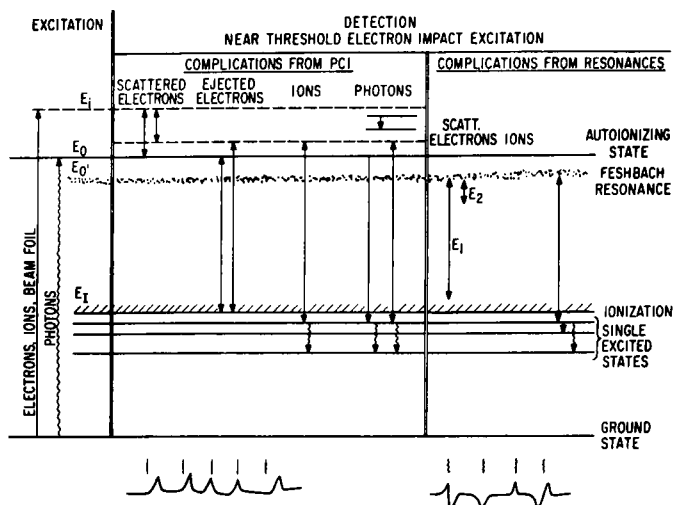 EXCITATION
DETECTION
NEAR THRESHOLD ELECTRON IMPACT EXCITATION
COMPLICATIONS FROM PCI
COMPLICATIONS FROM RESONANCES
SCATTERED
ELECTRONS
EJECTED
ELECTRONS
IONS
PHOTONS
Ei
SCATT.
ELECTRONS IONS
E0
AUTOIONIZING
STATE
E0'
FESHBACH
RESONANCE
E2
E1
EI
IONIZATION
SINGLE
EXCITED
STATES
ELECTRONS, IONS, BEAM FOIL
PHOTONS
GROUND
STATE